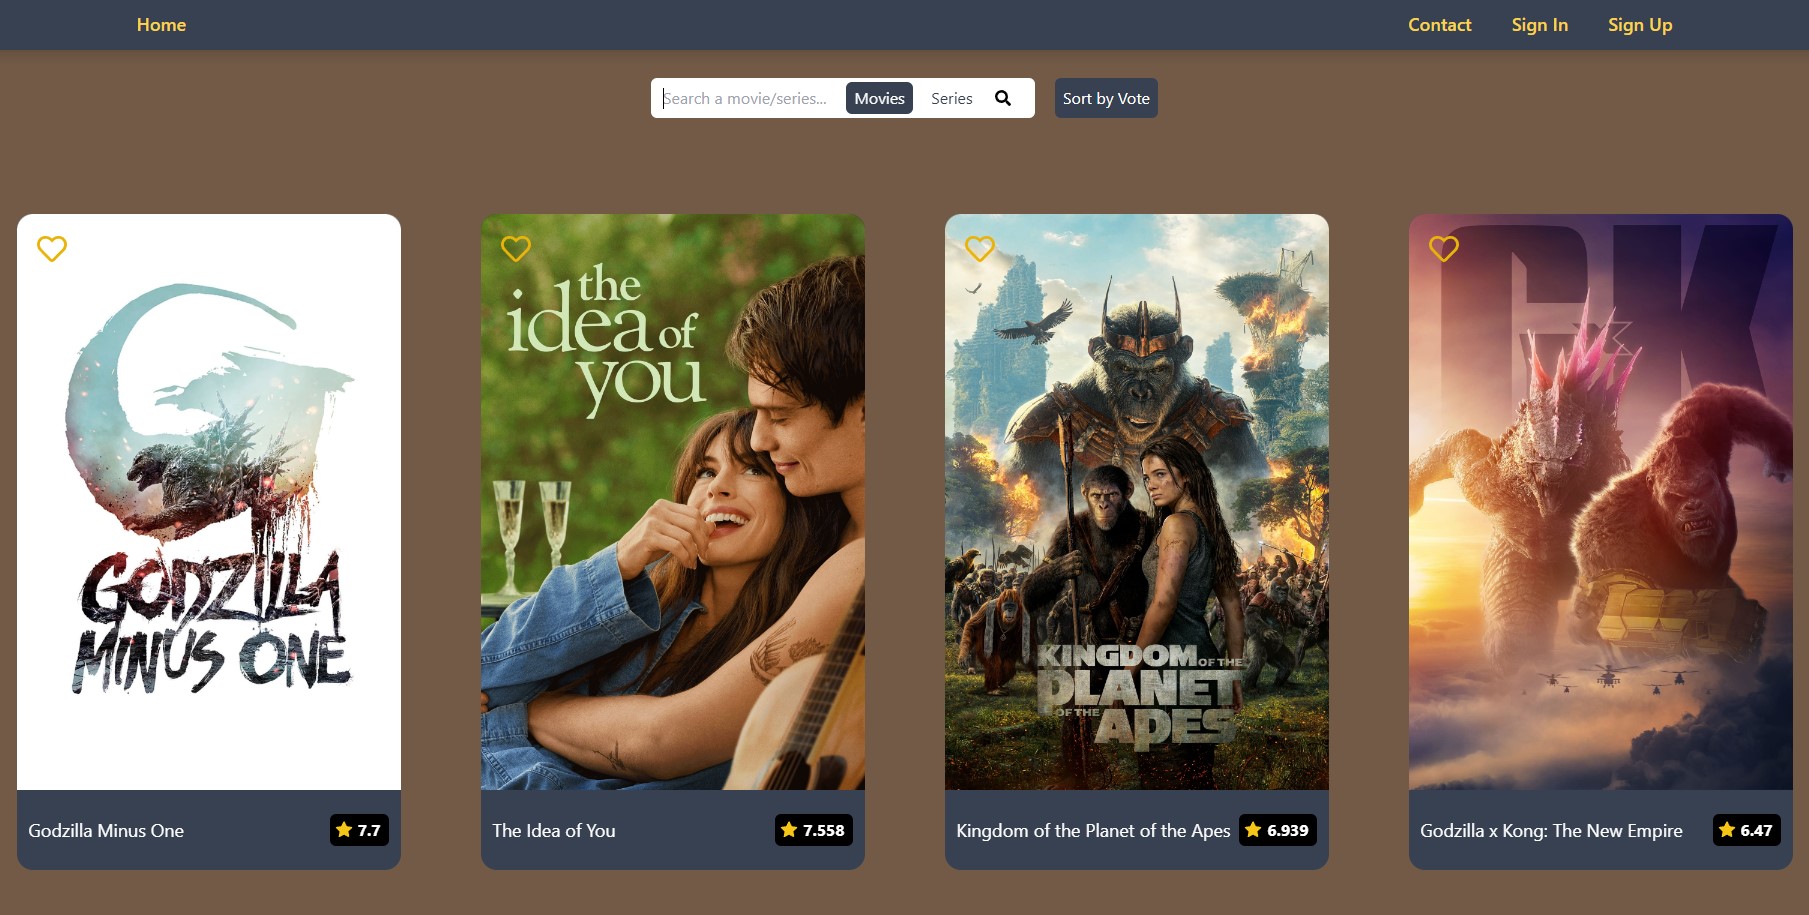 Home
Contact
Sign In
Sign Up
Search a movie/series...
Movies
Series
Sort by Vote
GODZILLA
MINUS ONE
the
idea of
you
KINGDOM OF THE
PLANET
OF THE APES
GK
Godzilla Minus One
7.7
The Idea of You
7.558
Kingdom of the Planet of the Apes
6.939
Godzilla x Kong: The New Empire
6.47